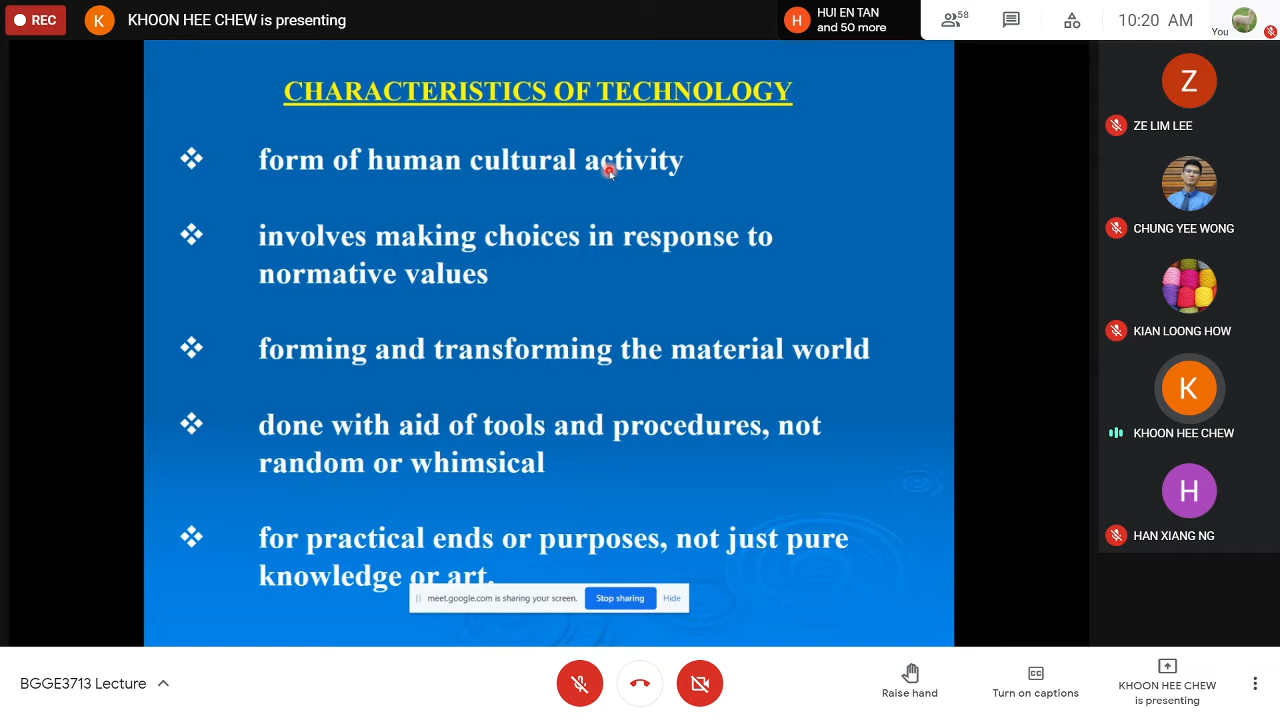 REC
K
KHOON HEE CHEW is presenting
H
HUI EN TAN
and 50 more
58
10:20 AM
You
CHARACTERISTICS OF TECHNOLOGY
❖ form of human cultural activity
❖ involves making choices in response to
normative values
❖ forming and transforming the material world
❖ done with aid of tools and procedures, not
random or whimsical
❖ for practical ends or purposes, not just pure
knowledge or art.
meet.google.com is sharing your screen.
Stop sharing
Hide
Z
ZE LIM LEE
CHUNG YEE WONG
KIAN LOONG HOW
K
KHOON HEE CHEW
H
HAN XIANG NG
BGGE3713 Lecture
Raise hand
CC
Turn on captions
KHOON HEE CHEW
is presenting